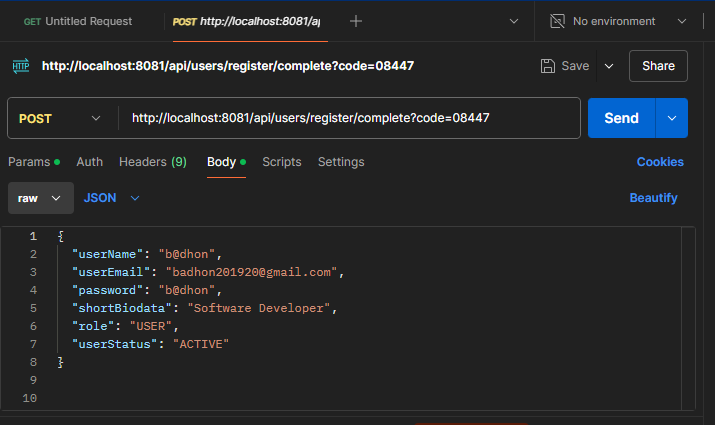 GET Untitled Request
POST http://localhost:8081/ap
No environment
HTTP http://localhost:8081/api/users/register/complete?code=08447
Save
Share
POST
http://localhost:8081/api/users/register/complete?code=08447
Send
Params Auth Headers (9) Body Scripts Settings Cookies
raw JSON Beautify
1 {
2 "userName": "b@dhon",
3 "userEmail": "badhon201920@gmail.com",
4 "password": "b@dhon",
5 "shortBiodata": "Software Developer",
6 "role": "USER",
7 "userStatus": "ACTIVE"
8 }
9
10